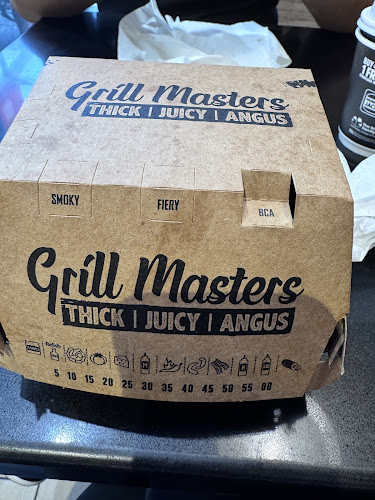 Grill Masters
THICK | JUICY | ANGUS
SMOKY
FIERY
BCA
Grill Masters
THICK | JUICY | ANGUS
5 10 15 20 25 30 35 40 45 50 55 00